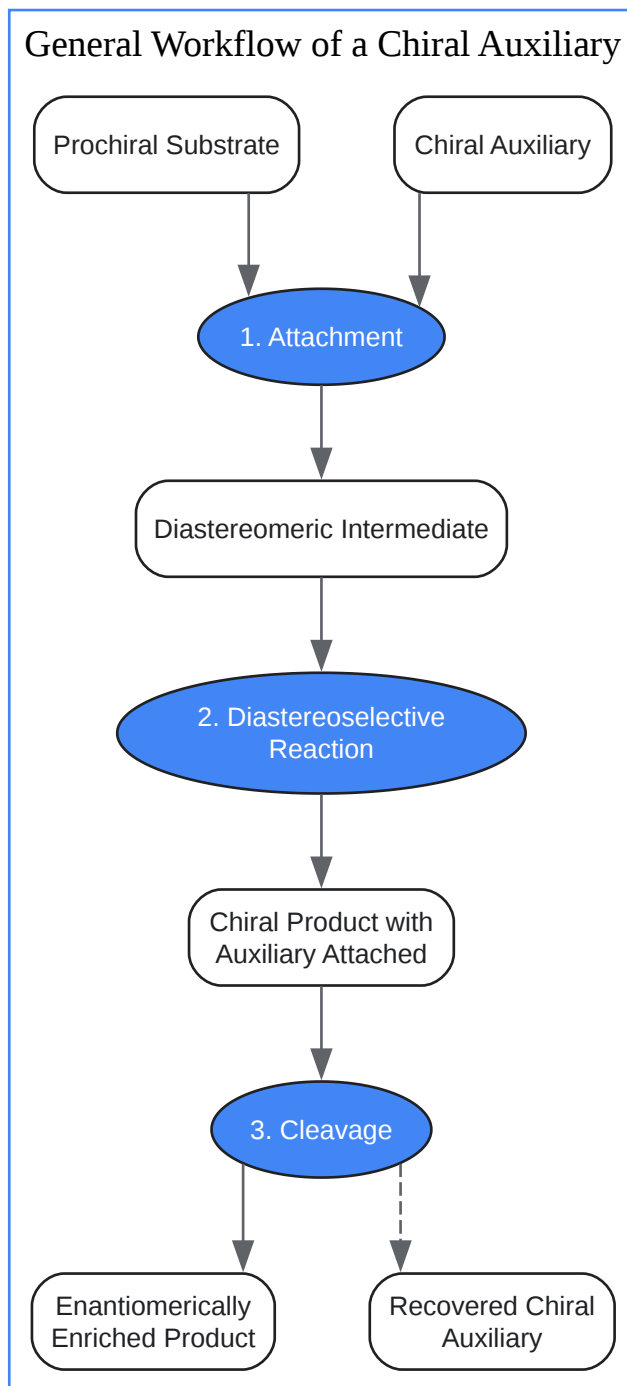 General Workflow of a Chiral Auxiliary
Prochiral Substrate
Chiral Auxiliary
1. Attachment
Diastereomeric Intermediate
2. Diastereoselective
Reaction
Chiral Product with
Auxiliary Attached
3. Cleavage
Enantiomerically
Enriched Product
Recovered Chiral
Auxiliary